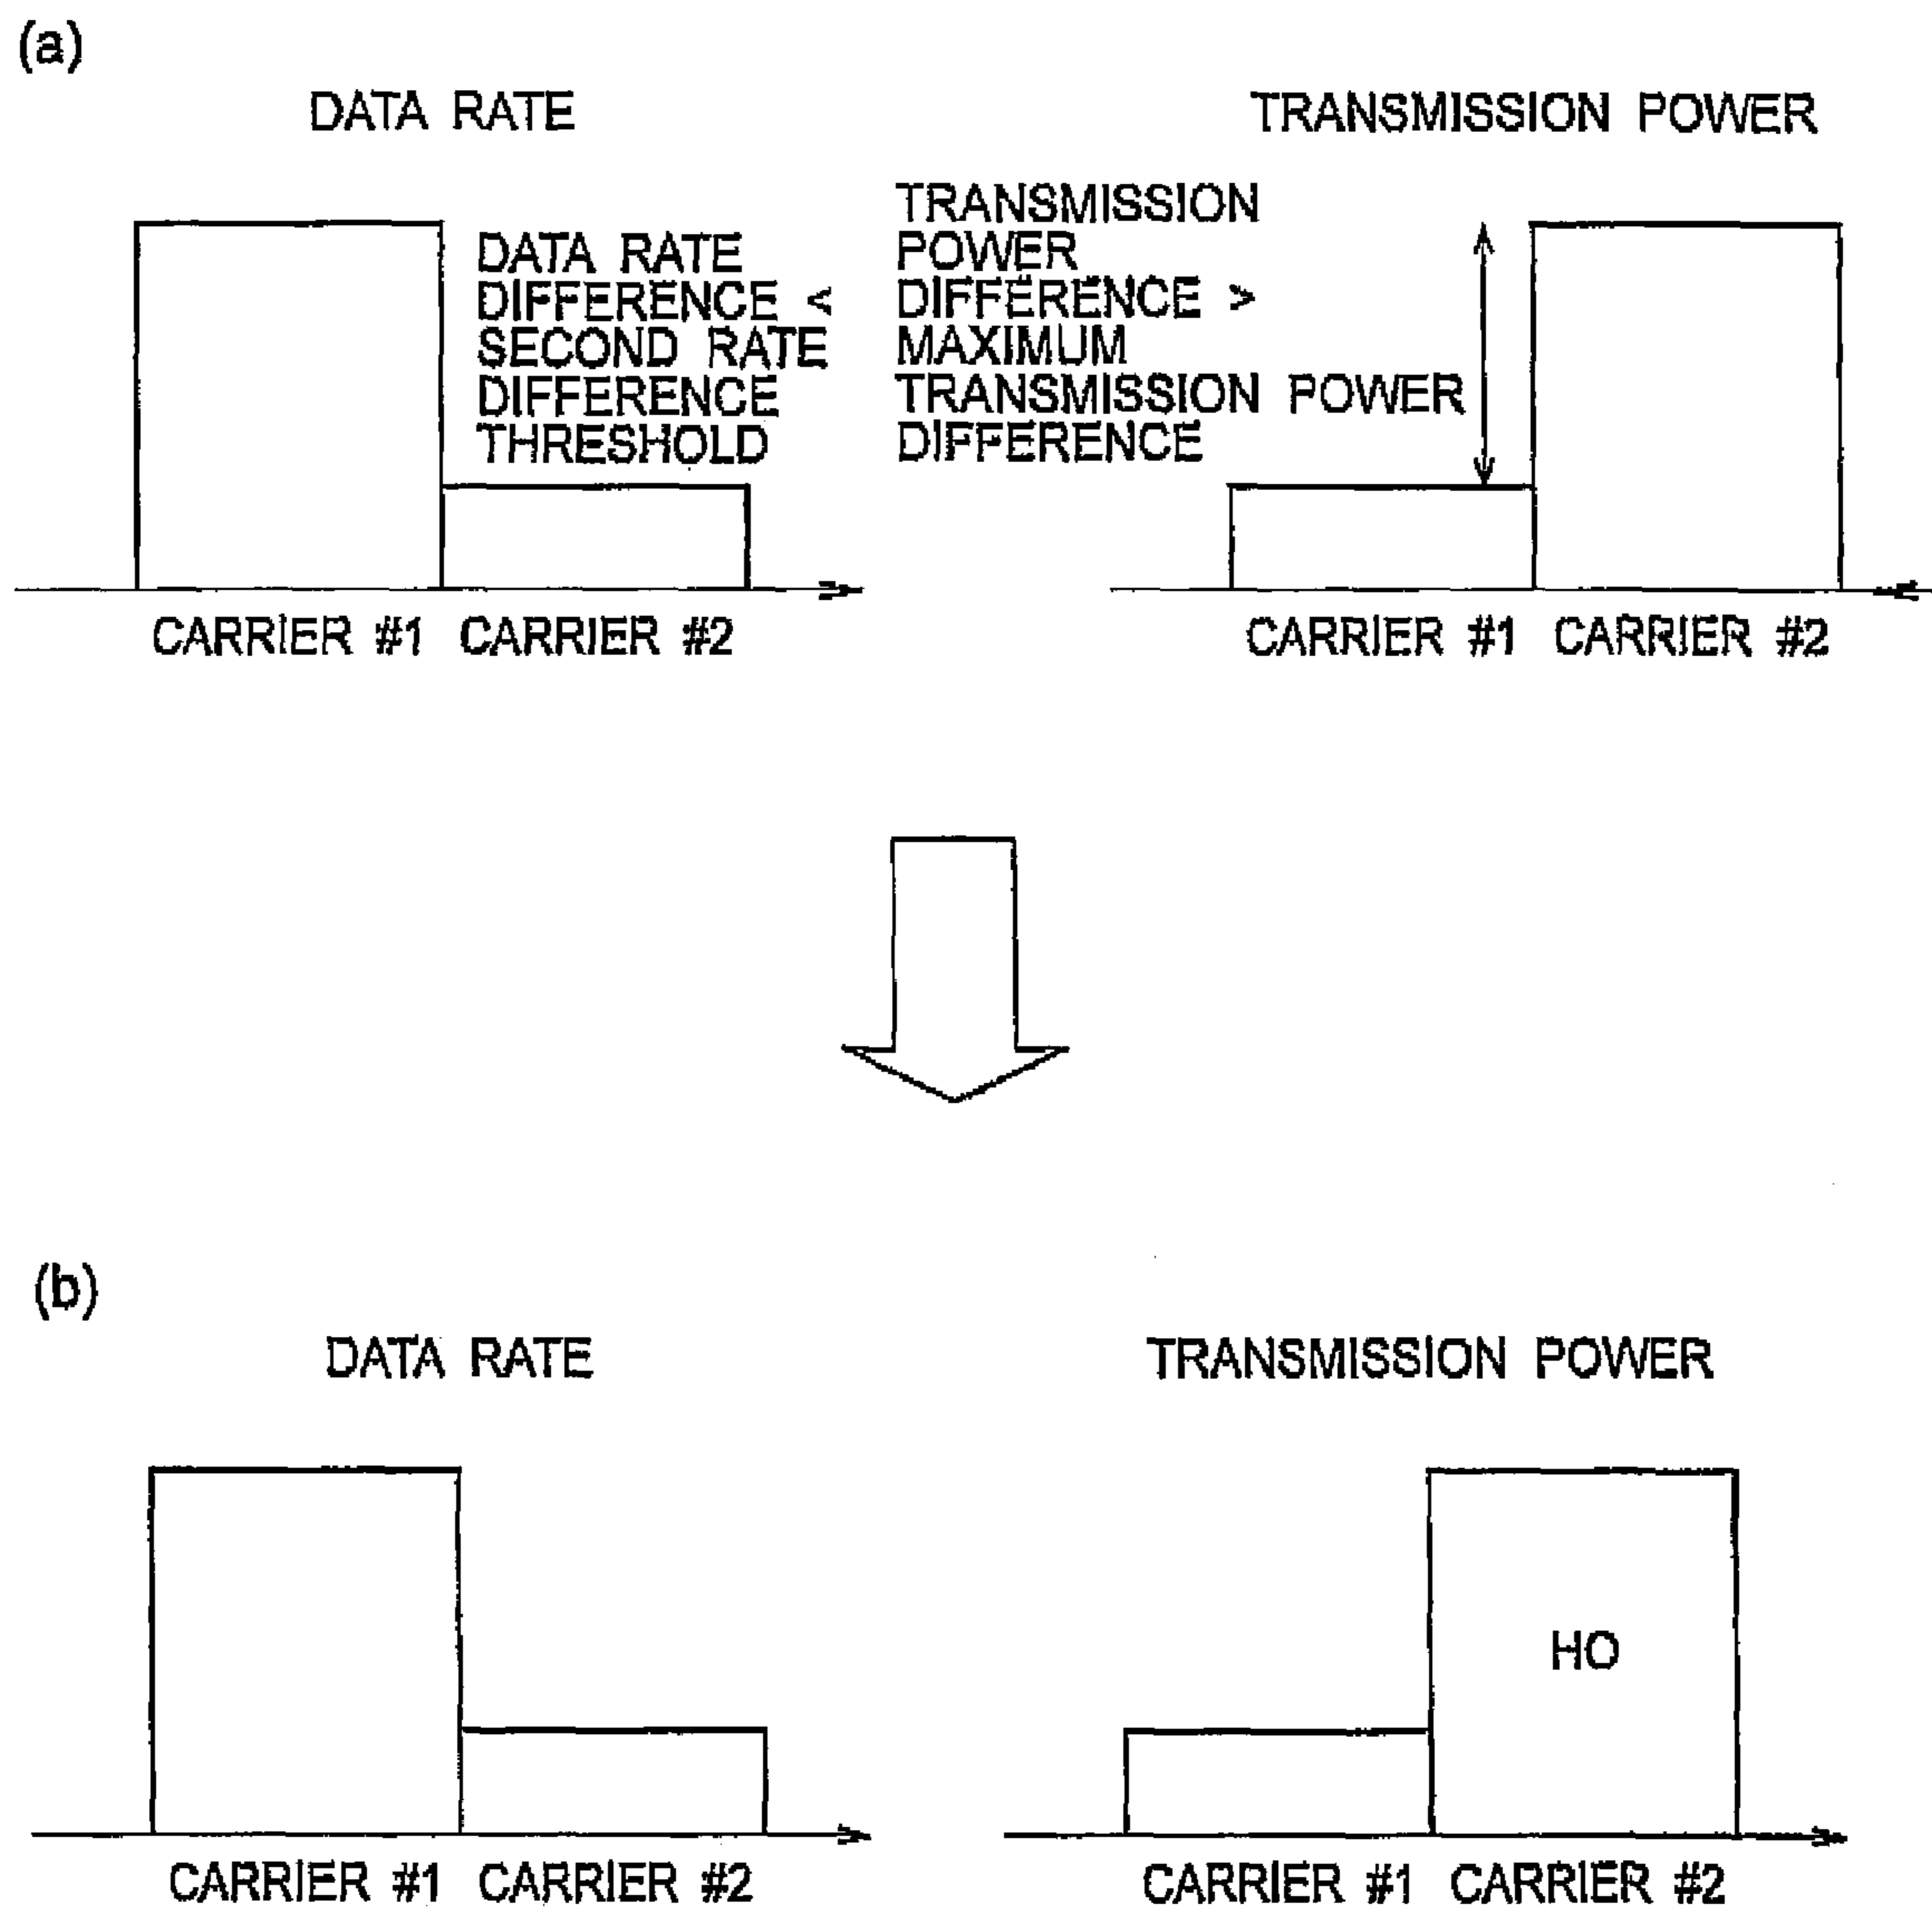 (a)
DATA RATE
TRANSMISSION POWER
DATA RATE
DIFFERENCE <
SECOND RATE
DIFFERENCE
THRESHOLD
TRANSMISSION
POWER
DIFFERENCE >
MAXIMUM
TRANSMISSION POWER
DIFFERENCE
CARRIER #1 CARRIER #2
CARRIER #1 CARRIER #2
(b)
DATA RATE
TRANSMISSION POWER
HO
CARRIER #1 CARRIER #2
CARRIER #1 CARRIER #2